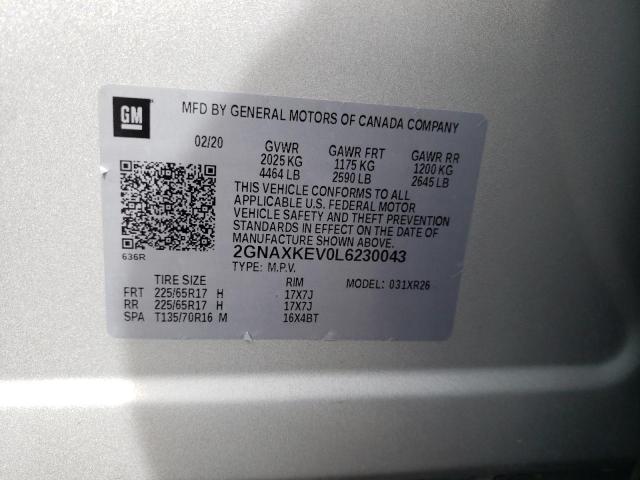 GM
MFD BY GENERAL MOTORS OF CANADA COMPANY
02/20 GVWR GAWR FRT GAWR RR
2025 KG 1175 KG 1200 KG
4464 LB 2590 LB 2645 LB
THIS VEHICLE CONFORMS TO ALL
APPLICABLE U.S. FEDERAL MOTOR
VEHICLE SAFETY AND THEFT PREVENTION
STANDARDS IN EFFECT ON THE DATE OF
MANUFACTURE SHOWN ABOVE.
636R 2GNAXKEV0L6230043
TYPE: M.P.V. MODEL: 031XR26
TIRE SIZE RIM
FRT 225/65R17 H 17X7J
RR 225/65R17 H 17X7J
SPA T135/70R16 M 16X4BT